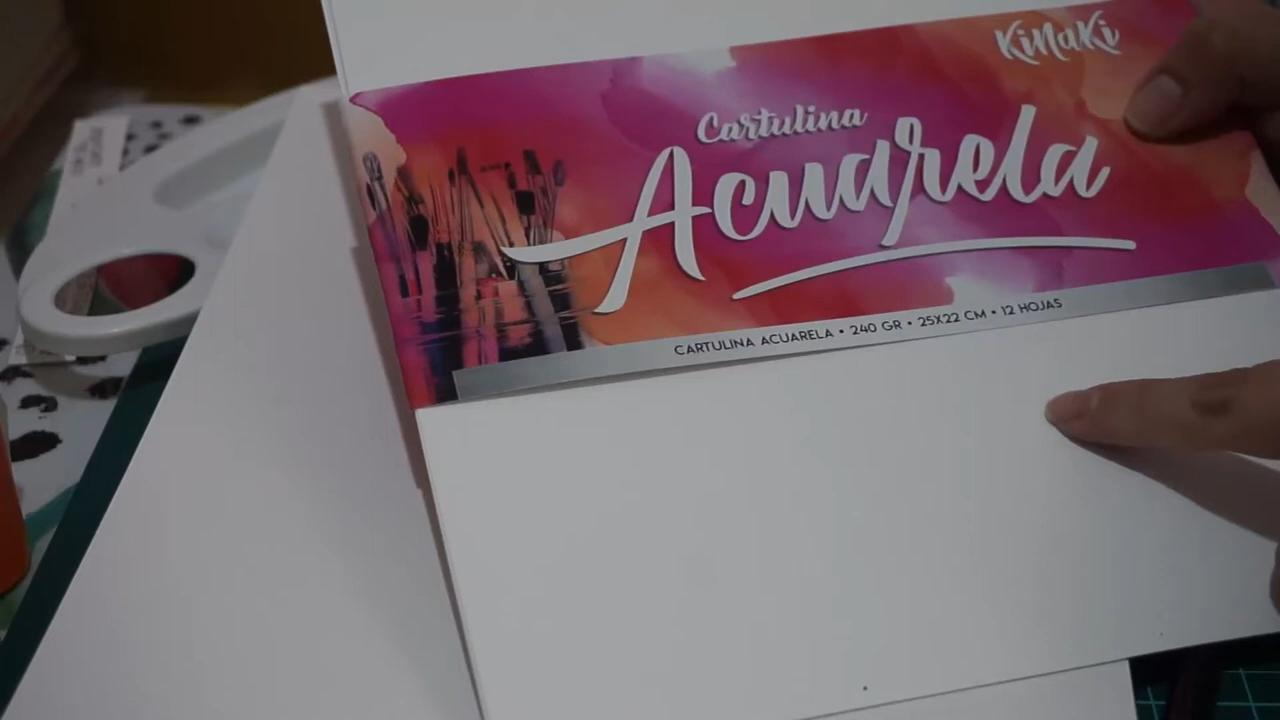 KiNaKi
Cartulina
Acuarela
CARTULINA ACUARELA • 240 GR • 25X22 CM • 12 HOJAS